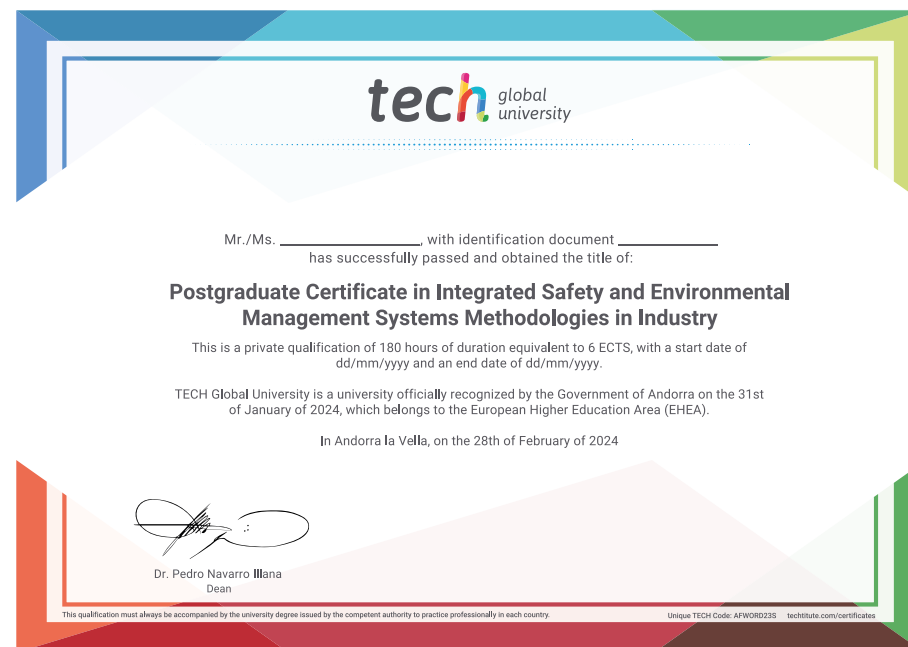 tech global university
Mr./Ms. ____________, with identification document ____________
has successfully passed and obtained the title of:
Postgraduate Certificate in Integrated Safety and Environmental
Management Systems Methodologies in Industry
This is a private qualification of 180 hours of duration equivalent to 6 ECTS, with a start date of
dd/mm/yyyy and an end date of dd/mm/yyyy.
TECH Global University is a university officially recognized by the Government of Andorra on the 31st
of January of 2024, which belongs to the European Higher Education Area (EHEA).
In Andorra la Vella, on the 28th of February of 2024
Dr. Pedro Navarro Illana
Dean
This qualification must always be accompanied by the university degree issued by the competent authority to practice professionally in each country.
Unique TECH Code: AFWORD23S techtitute.com/certificates